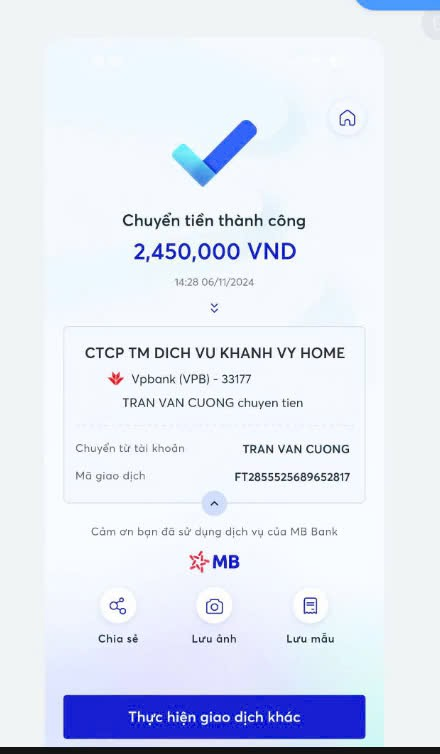 Chuyển tiền thành công
2,450,000 VND
14:28 06/11/2024
CTCP TM DICH VU KHANH VY HOME
Vpbank (VPB) - 33177
TRAN VAN CUONG chuyen tien
Chuyển từ tài khoản TRAN VAN CUONG
Mã giao dịch FT2855525689652817
Cảm ơn bạn đã sử dụng dịch vụ của MB Bank
MB
Chia sẻ Lưu ảnh Lưu mẫu
Thực hiện giao dịch khác